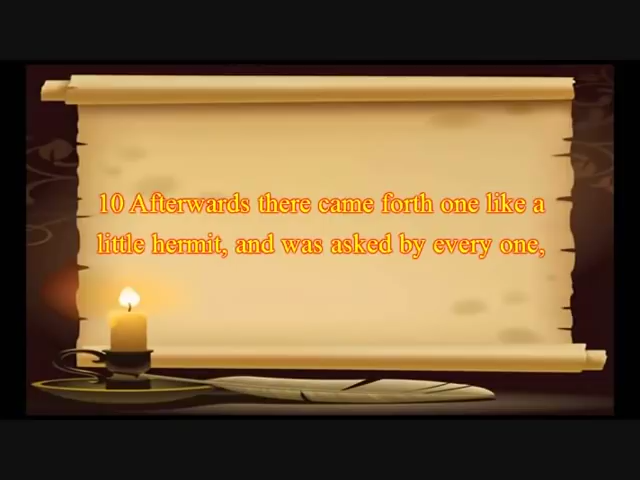 10 Afterwards there came forth one like a
little hermit, and was asked by every one,